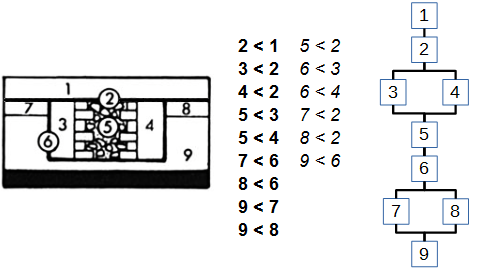 1
2
7
8
3
5
4
6
9
2 < 1 5 < 2
3 < 2 6 < 3
4 < 2 6 < 4
5 < 3 7 < 2
5 < 4 8 < 2
7 < 6 9 < 6
8 < 6
9 < 7
9 < 8
1
2
3 4
5
6
7 8
9